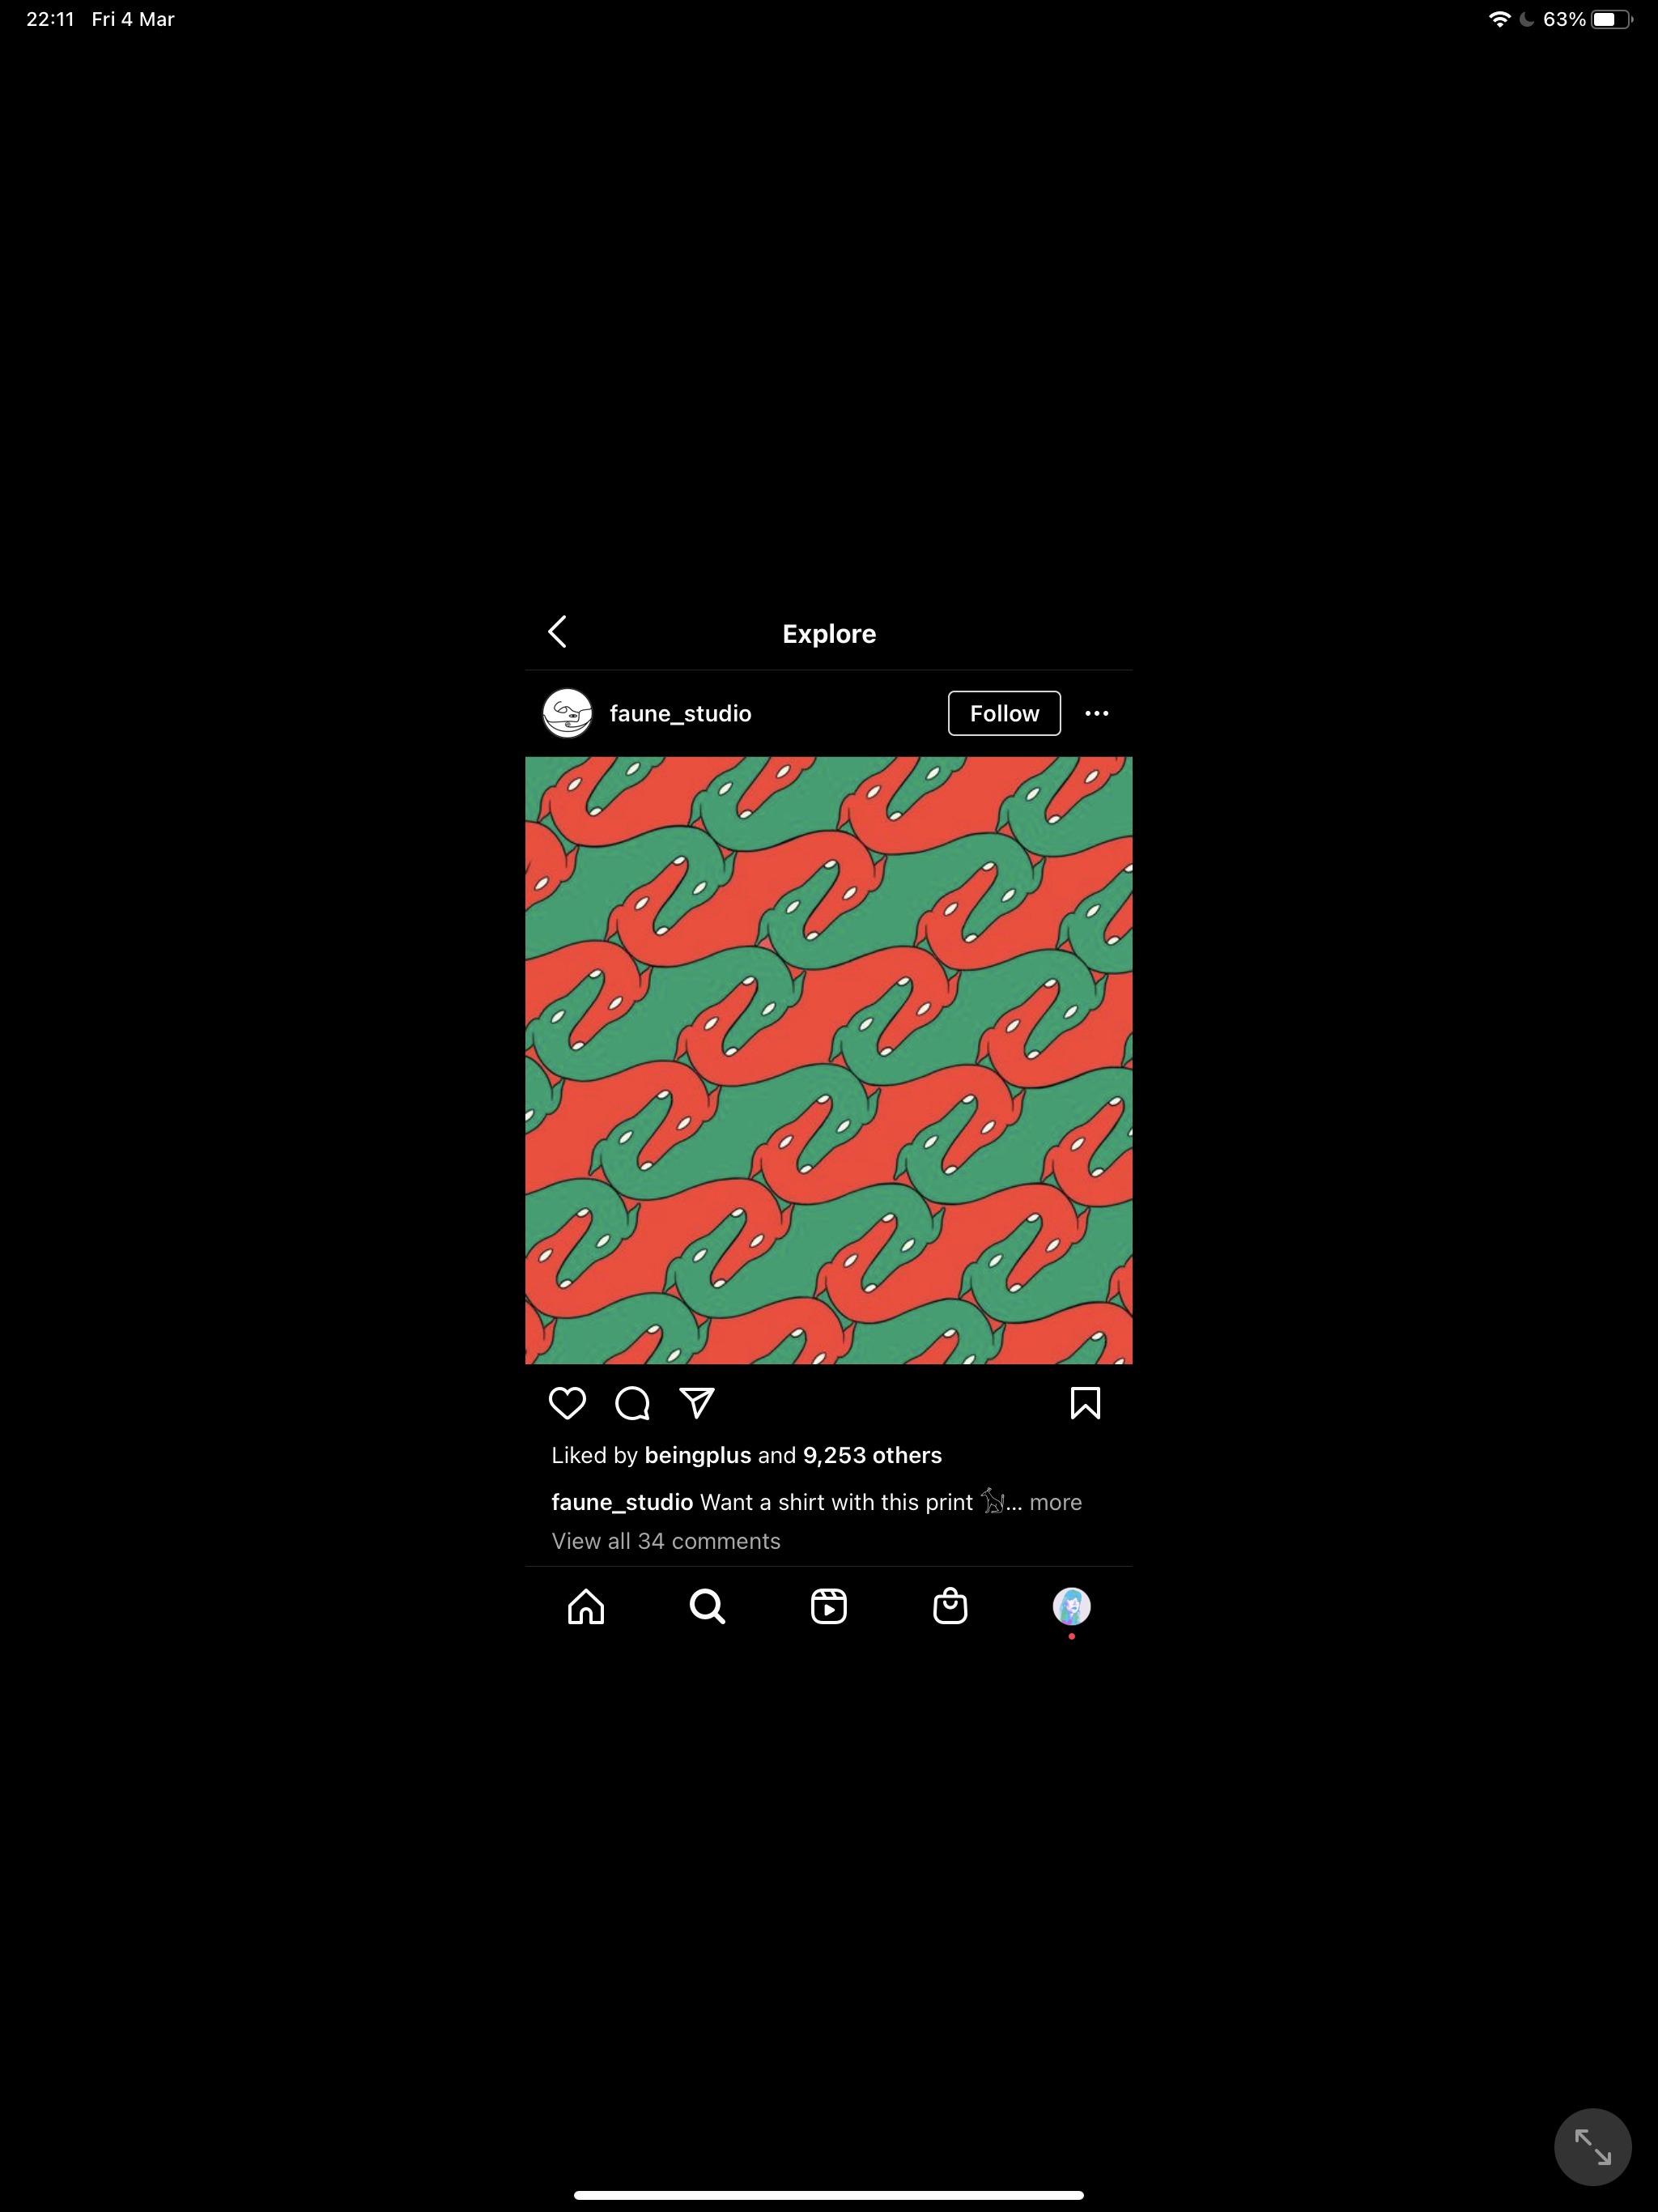 22:11 Fri 4 Mar 63%
Explore
faune_studio Follow
Liked by beingplus and 9,253 others
faune_studio Want a shirt with this print 🐕... more
View all 34 comments